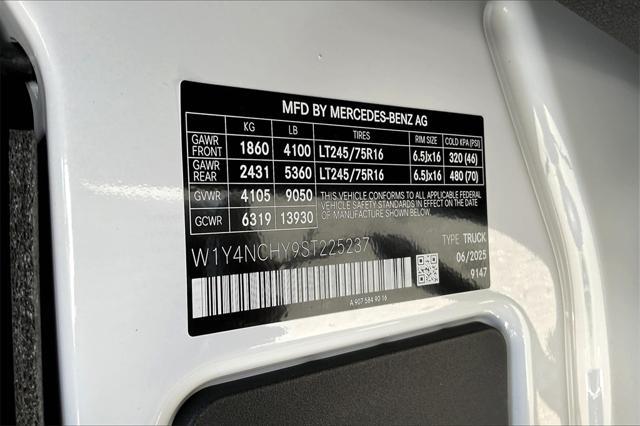 MFD BY MERCEDES-BENZ AG
KG LB TIRES RIM SIZE COLD KPA (PSI)
GAWR FRONT 1860 4100 LT245/75R16 6.5Jx16 320 (46)
GAWR REAR 2431 5360 LT245/75R16 6.5Jx16 480 (70)
GVWR 4105 9050 THIS VEHICLE CONFORMS TO ALL APPLICABLE FEDERAL
GCWR 6319 13930 VEHICLE SAFETY STANDARDS IN EFFECT ON THE DATE OF
MANUFACTURE SHOWN ABOVE.
W1Y4NCHY9ST225237 TYPE TRUCK
06/2025
9147
A 907 584 90 16